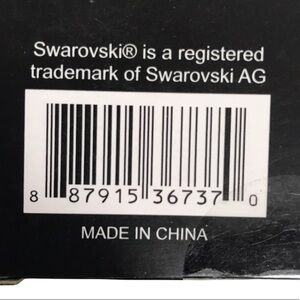 Swarovski® is a registered
trademark of Swarovski AG
8 87915 36737 0
MADE IN CHINA